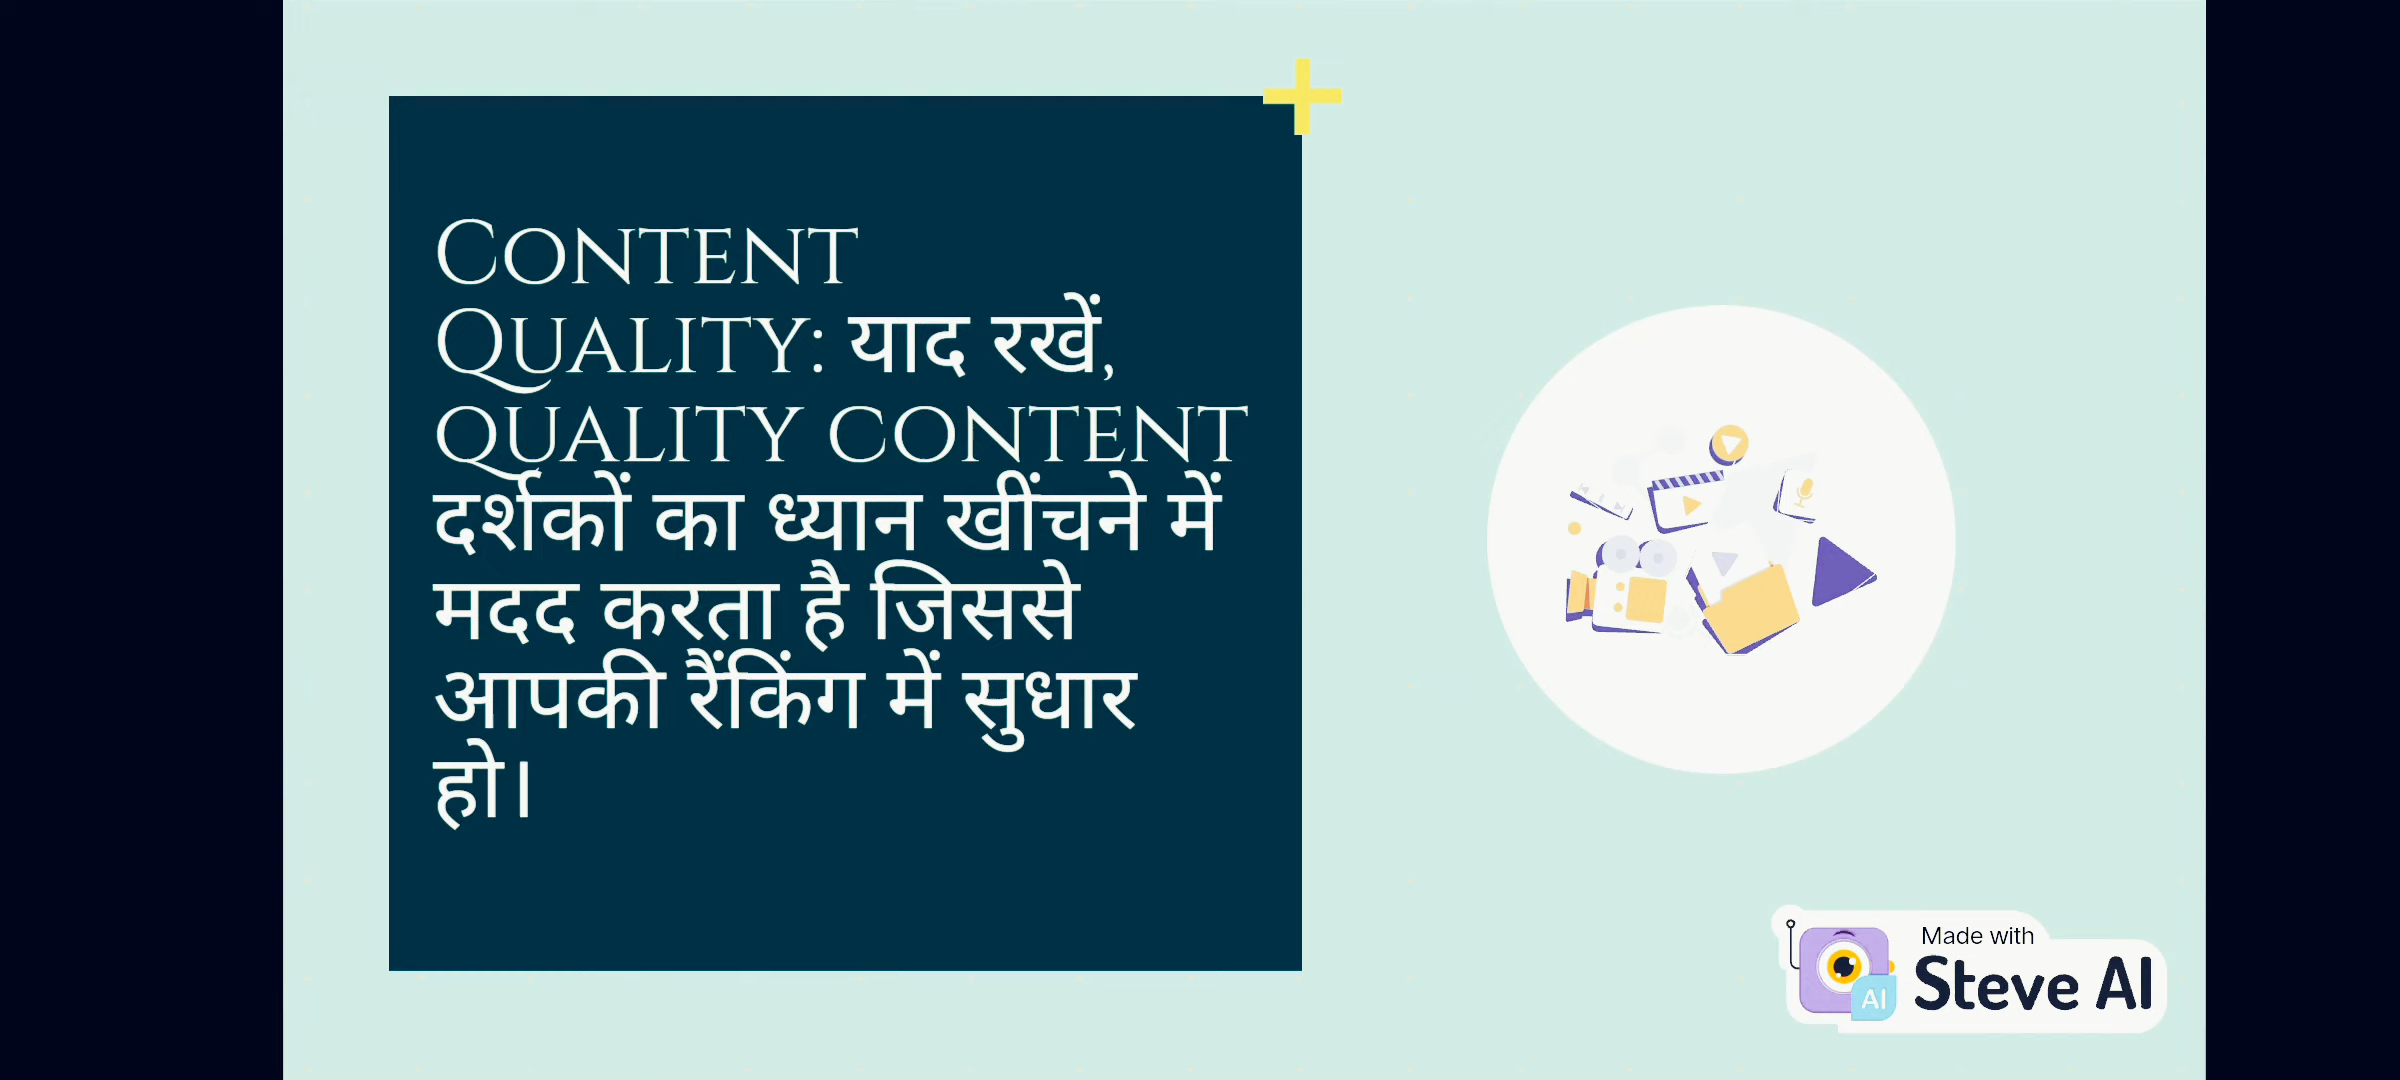 Content
Quality: याद रखें,
quality content
दर्शकों का ध्यान खींचने में
मदद करता है जिससे
आपकी रैंकिंग में सुधार
हो।
Made with
Steve AI
AI